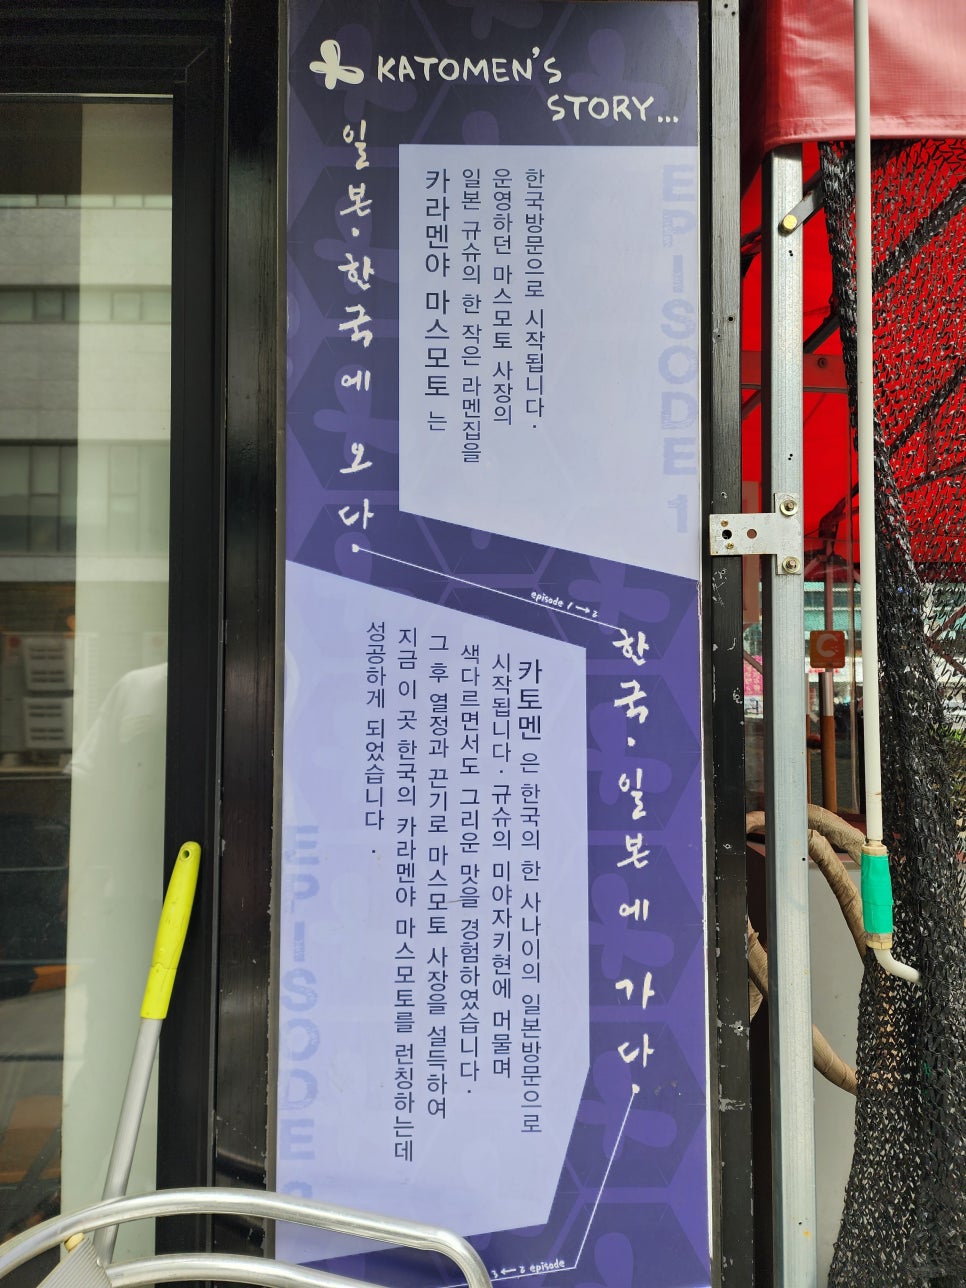 KATOMEN'S
STORY...
일본·한국에 오다
EPISODE 1
카라멘야 마스모토 는
일본 규슈의 한 작은 라멘집을
운영하던 마스모토 사장의
한국방문으로 시작됩니다.
episode 1 → 2
한국·일본에 가다
카토멘 은 한국의 한 사나이의 일본방문으로
시작됩니다. 규슈의 미야자키현에 머물며
색다르면서도 그리운 맛을 경험하였습니다.
그 후 열정과 끈기로 마스모토 사장을 설득하여
지금 이 곳 한국의 카라멘야 마스모토를 런칭하는데
성공하게 되었습니다.
EPISODE
3 ← 2 episode